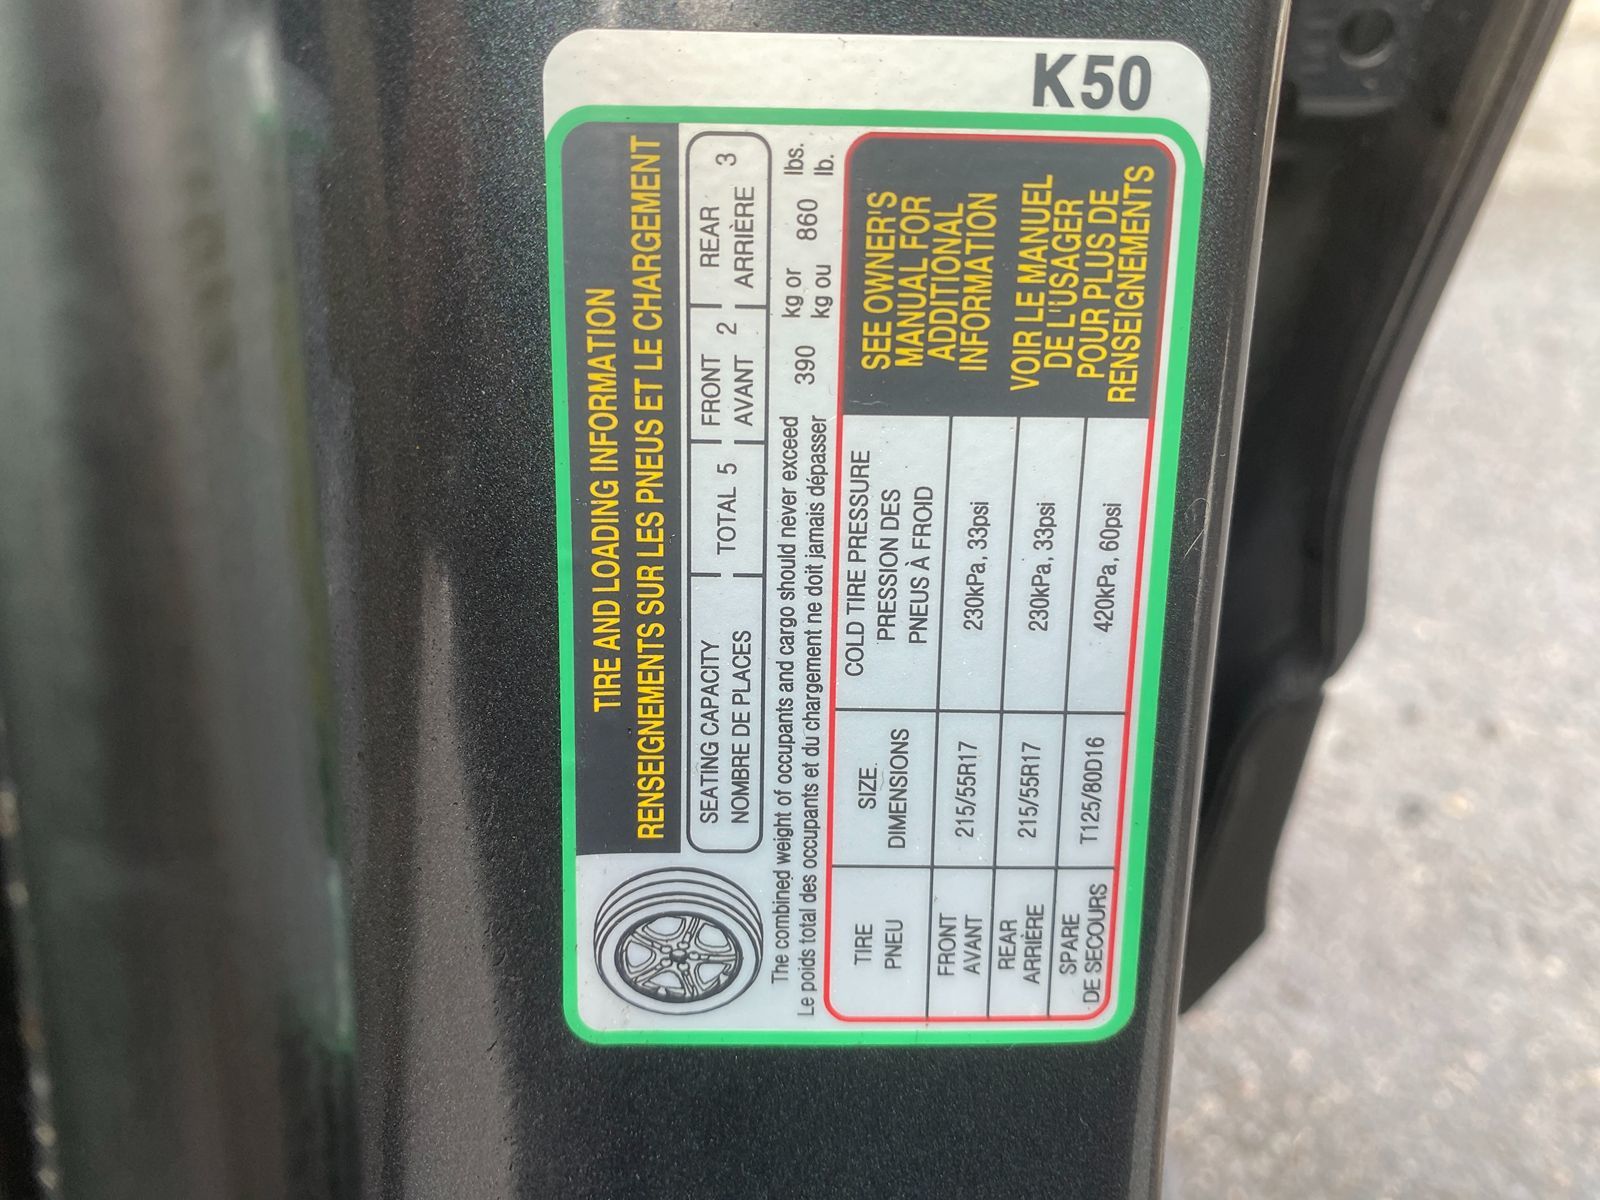 K50
TIRE AND LOADING INFORMATION
RENSEIGNEMENTS SUR LES PNEUS ET LE CHARGEMENT
SEATING CAPACITY
NOMBRE DE PLACES
TOTAL 5
FRONT
AVANT 2
REAR
ARRIÈRE 3
The combined weight of occupants and cargo should never exceed 390 kg or 860 lbs.
Le poids total des occupants et du chargement ne doit jamais dépasser kg ou lb.
TIRE
PNEU
SIZE
DIMENSIONS
COLD TIRE PRESSURE
PRESSION DES
PNEUS À FROID
FRONT
AVANT
215/55R17
230kPa, 33psi
REAR
ARRIÈRE
215/55R17
230kPa, 33psi
SPARE
DE SECOURS
T125/80D16
420kPa, 60psi
SEE OWNER'S
MANUAL FOR
ADDITIONAL
INFORMATION
VOIR LE MANUEL
DE L'USAGER
POUR PLUS DE
RENSEIGNEMENTS